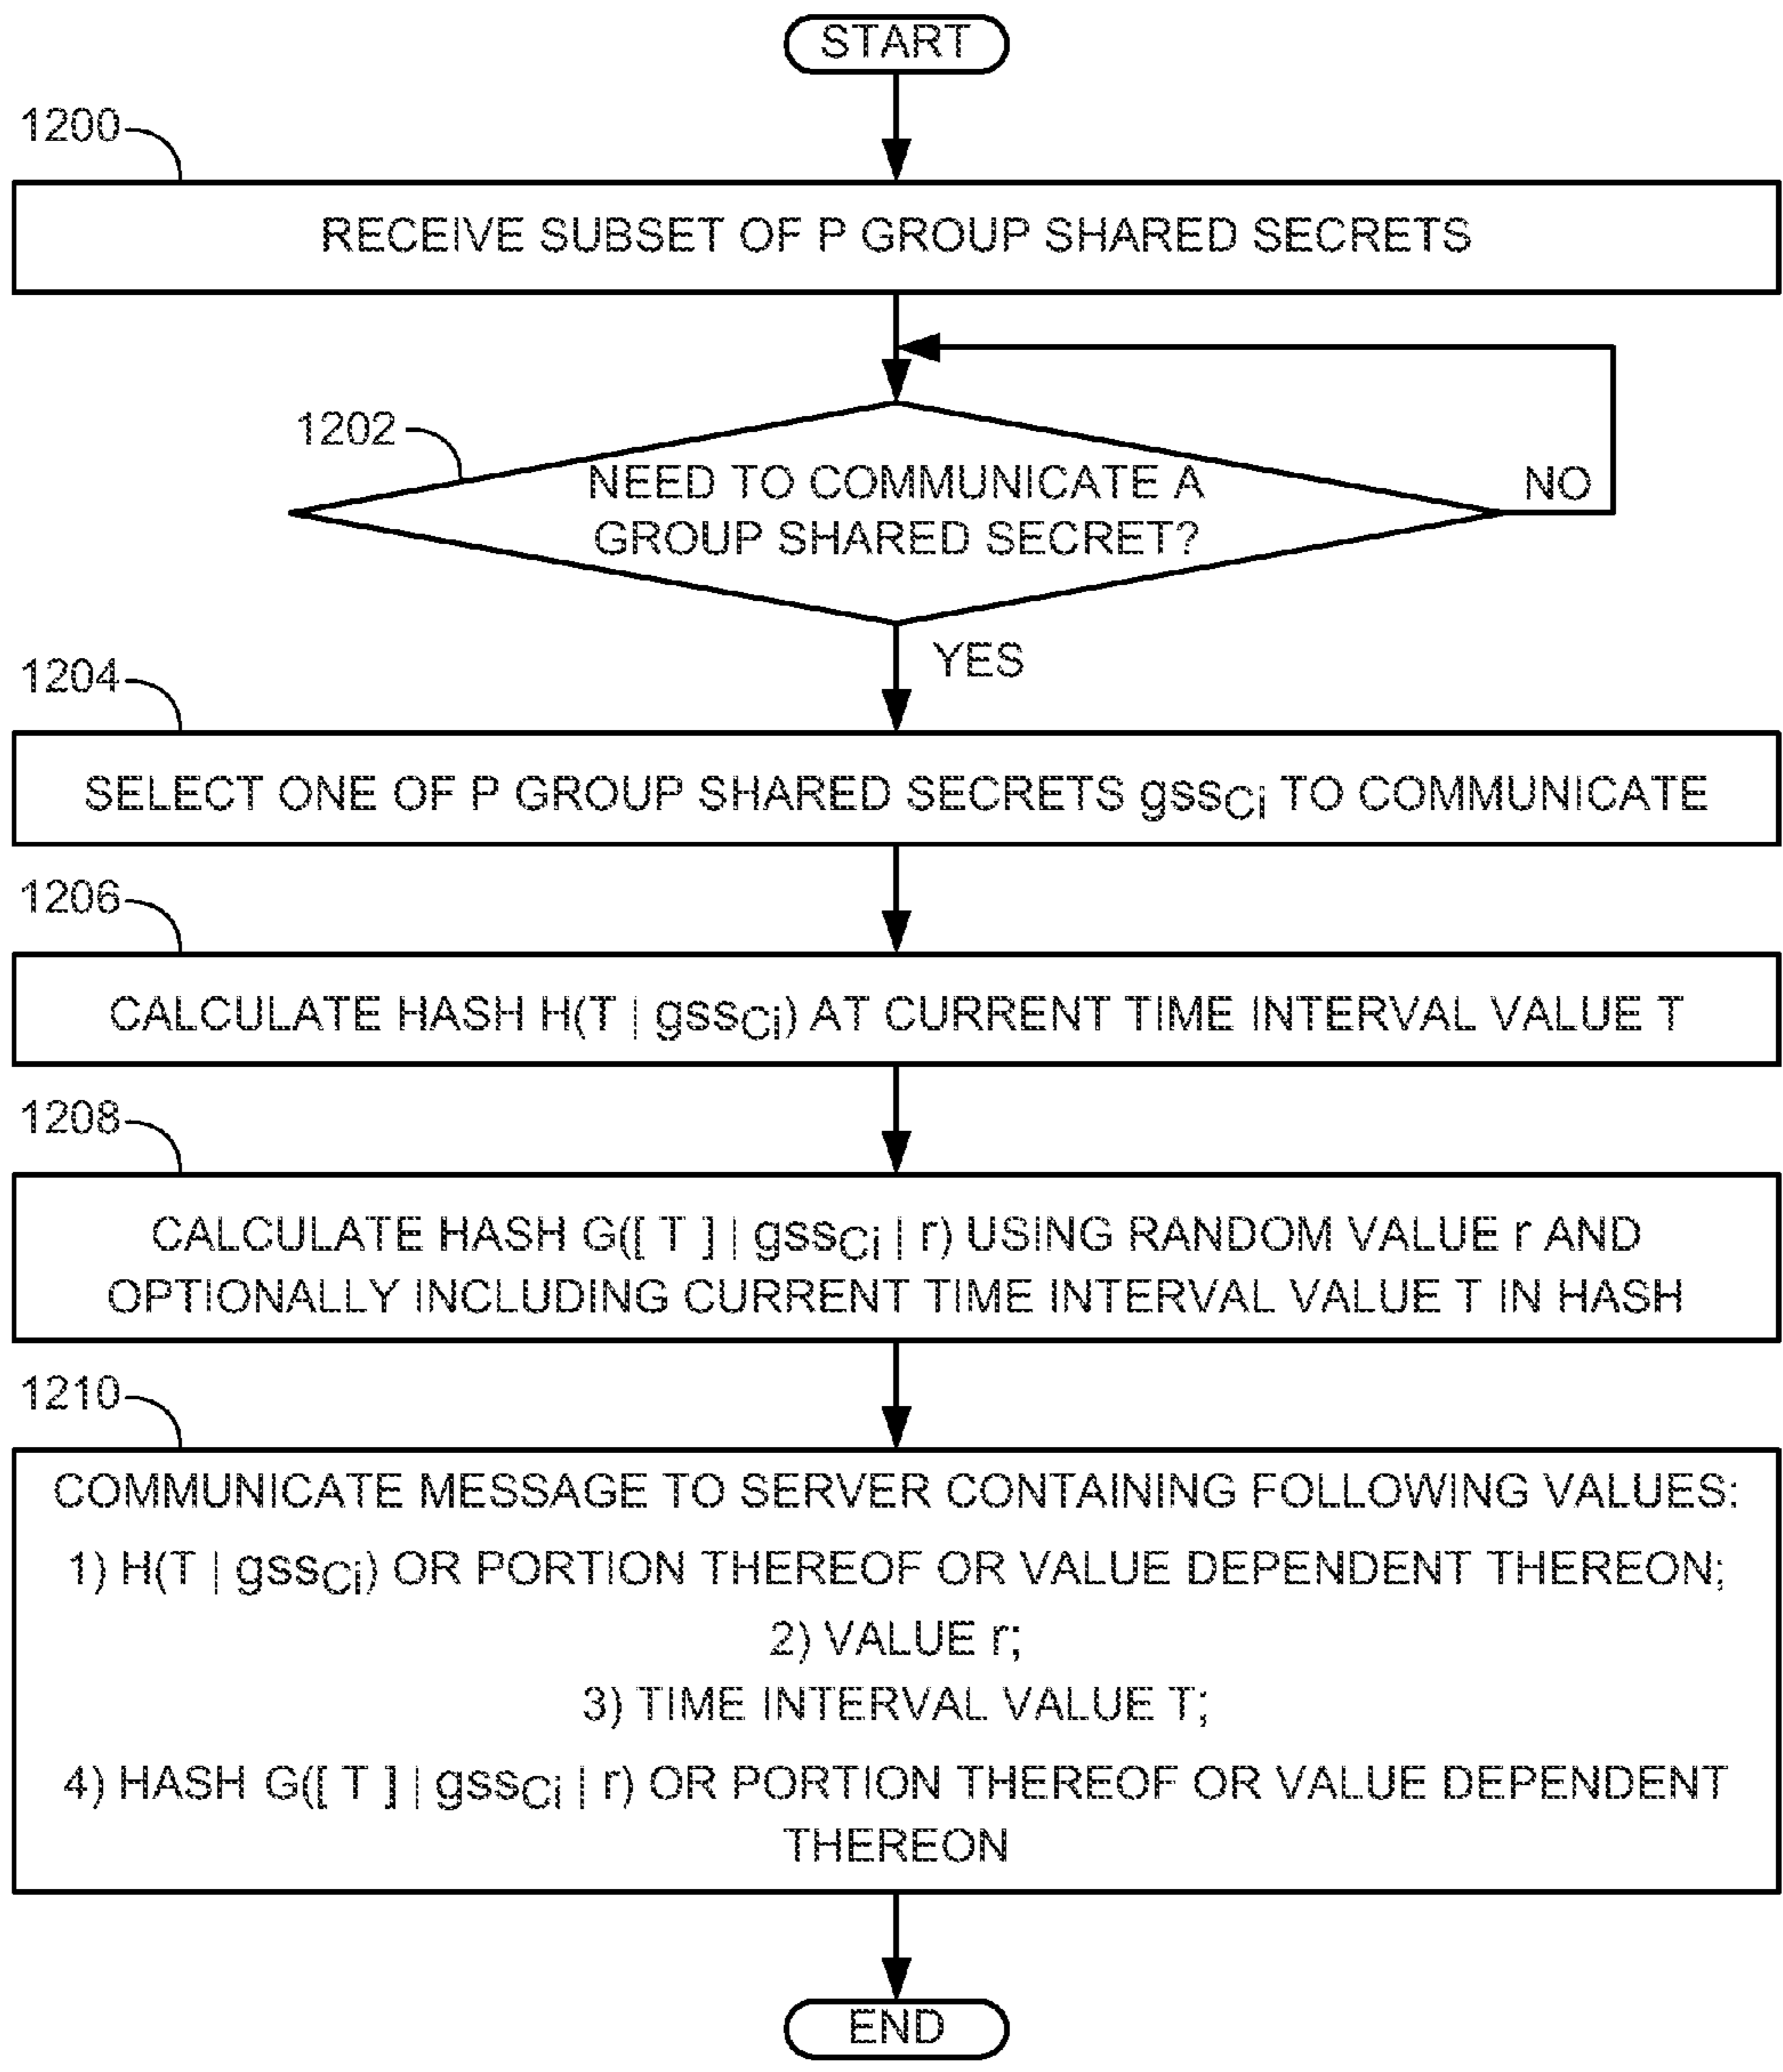 START
1200
RECEIVE SUBSET OF P GROUP SHARED SECRETS
1202
NEED TO COMMUNICATE A
GROUP SHARED SECRET?
NO
YES
1204
SELECT ONE OF P GROUP SHARED SECRETS gssCi TO COMMUNICATE
1206
CALCULATE HASH H(T | gssCi) AT CURRENT TIME INTERVAL VALUE T
1208
CALCULATE HASH G([ T ] | gssCi | r) USING RANDOM VALUE r AND
OPTIONALLY INCLUDING CURRENT TIME INTERVAL VALUE T IN HASH
1210
COMMUNICATE MESSAGE TO SERVER CONTAINING FOLLOWING VALUES:
1) H(T | gssCi) OR PORTION THEREOF OR VALUE DEPENDENT THEREON;
2) VALUE r;
3) TIME INTERVAL VALUE T;
4) HASH G([ T ] | gssCi | r) OR PORTION THEREOF OR VALUE DEPENDENT
THEREON
END